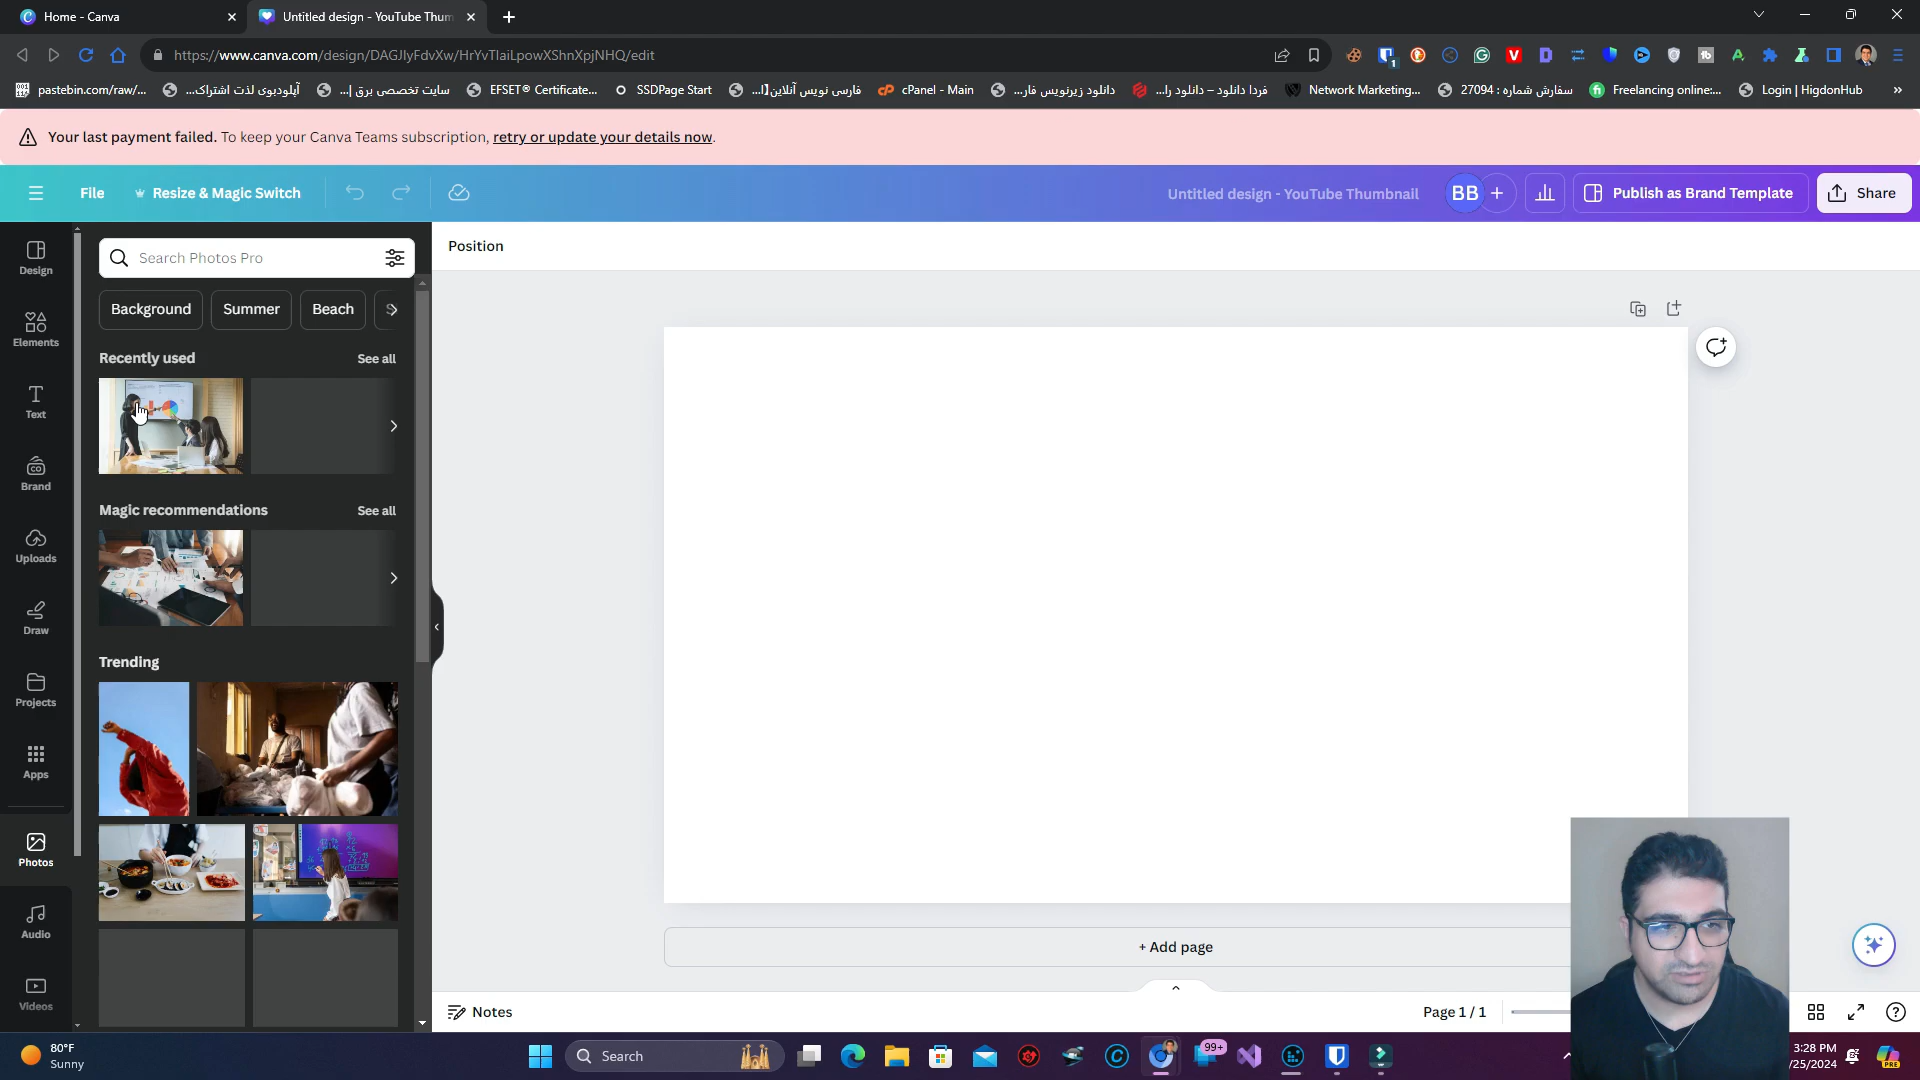 Home - Canva
Untitled design - YouTube Thum
https://www.canva.com/design/DAGJlyFdvXw/HrYvTlaiLpowXShnXpjNHQ/edit
1
pastebin.com/raw/...
آپلودبوی لذت اشتراک...
سایت تخصصی برق |...
EFSET® Certificate...
SSDPage Start
فارسی نویس آنلاین【ا...
cPanel - Main
دانلود زیرنویس فار...
فردا دانلود – دانلود را...
Network Marketing...
سفارش شماره : 27094
Freelancing online:...
Login | HigdonHub
Your last payment failed. To keep your Canva Teams subscription, retry or update your details now.
File
Resize & Magic Switch
Untitled design - YouTube Thumbnail
BB
Publish as Brand Template
Share
Design
Elements
Text
Brand
Uploads
Draw
Projects
Apps
Photos
Audio
Videos
Search Photos Pro
Background
Summer
Beach
Recently used
See all
Magic recommendations
See all
Trending
Position
+ Add page
Notes
Page 1 / 1
80°F
Sunny
Search
99+
3:28 PM
/25/2024
PRE